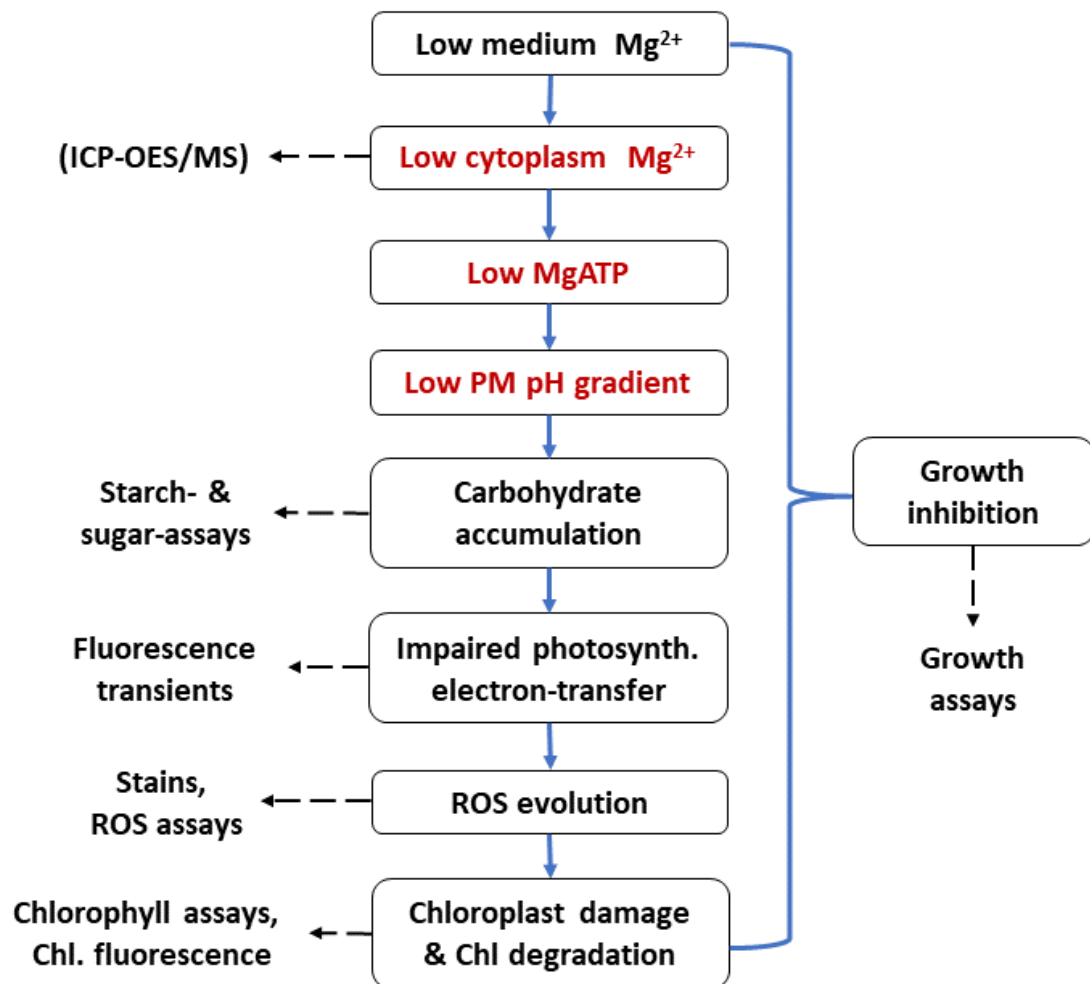 Low medium Mg²⁺
(ICP-OES/MS)
Low cytoplasm Mg²⁺
Low MgATP
Low PM pH gradient
Starch- &
sugar-assays
Carbohydrate
accumulation
Growth
inhibition
Fluorescence
transients
Impaired photosynth.
electron-transfer
Growth
assays
Stains,
ROS assays
ROS evolution
Chlorophyll assays,
Chl. fluorescence
Chloroplast damage
& Chl degradation